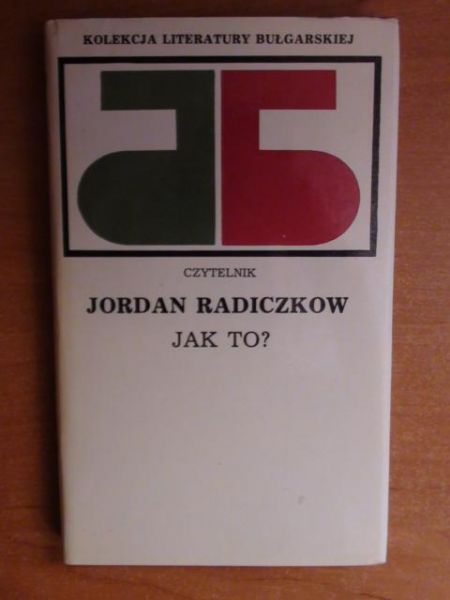 KOLEKCJA LITERATURY BUŁGARSKIEJ
CZYTELNIK
JORDAN RADICZKOW
JAK TO?